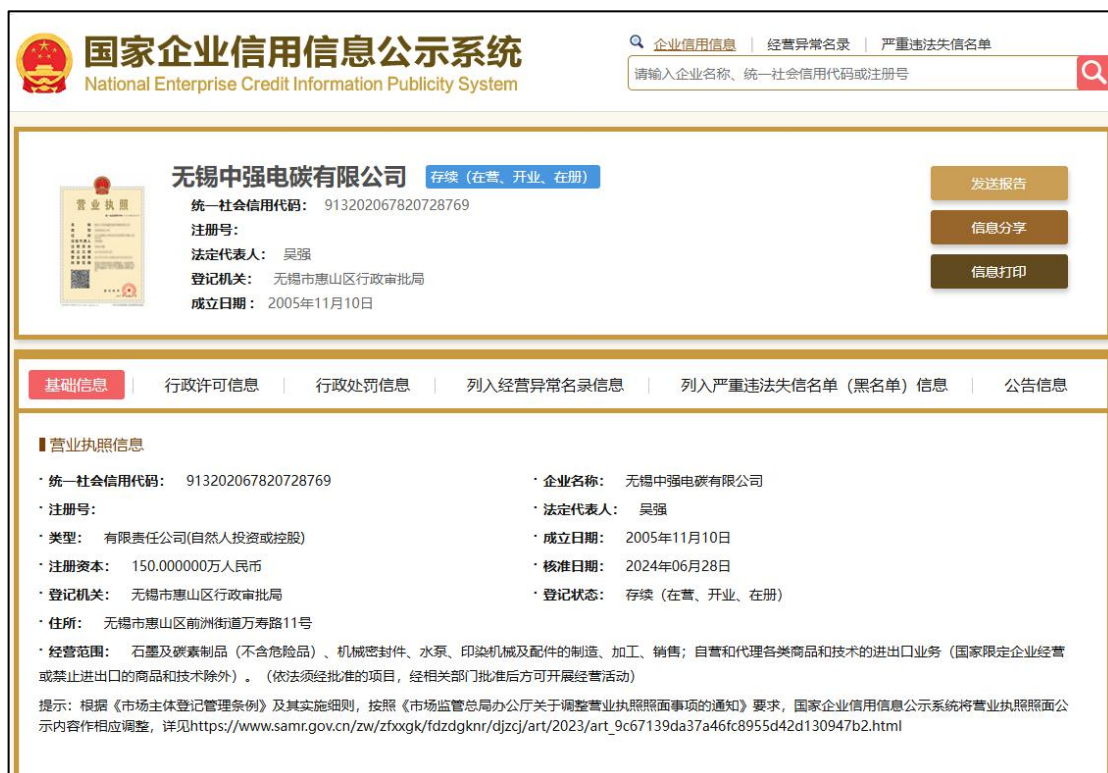 国家企业信用信息公示系统
National Enterprise Credit Information Publicity System
企业信用信息 | 经营异常名录 | 严重违法失信名单
请输入企业名称、统一社会信用代码或注册号
无锡中强电碳有限公司 存续（在营、开业、在册）
统一社会信用代码： 913202067820728769
注册号：
法定代表人： 吴强
登记机关： 无锡市惠山区行政审批局
成立日期： 2005年11月10日
发送报告
信息分享
信息打印
营业执照
基础信息 | 行政许可信息 | 行政处罚信息 | 列入经营异常名录信息 | 列入严重违法失信名单（黑名单）信息 | 公告信息
营业执照信息
· 统一社会信用代码： 913202067820728769 · 企业名称： 无锡中强电碳有限公司
· 注册号： · 法定代表人： 吴强
· 类型： 有限责任公司(自然人投资或控股) · 成立日期： 2005年11月10日
· 注册资本： 150.000000万人民币 · 核准日期： 2024年06月28日
· 登记机关： 无锡市惠山区行政审批局 · 登记状态： 存续（在营、开业、在册）
· 住所： 无锡市惠山区前洲街道万寿路11号
· 经营范围： 石墨及碳素制品（不含危险品）、机械密封件、水泵、印染机械及配件的制造、加工、销售；自营和代理各类商品和技术的进出口业务（国家限定企业经营
或禁止进出口的商品和技术除外）。（依法须经批准的项目，经相关部门批准后方可开展经营活动）
提示：根据《市场主体登记管理条例》及其实施细则，按照《市场监管总局办公厅关于调整营业执照照面事项的通知》要求，国家企业信用信息公示系统将营业执照照面公
示内容作相应调整，详见https://www.samr.gov.cn/zw/zfxxgk/fdzdgknr/djzcj/art/2023/art_9c67139da37a46fc8955d42d130947b2.html